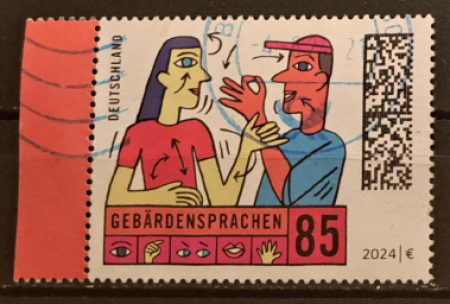 DEUTSCHLAND
GEBÄRDENSPRACHEN
85
2024 | €